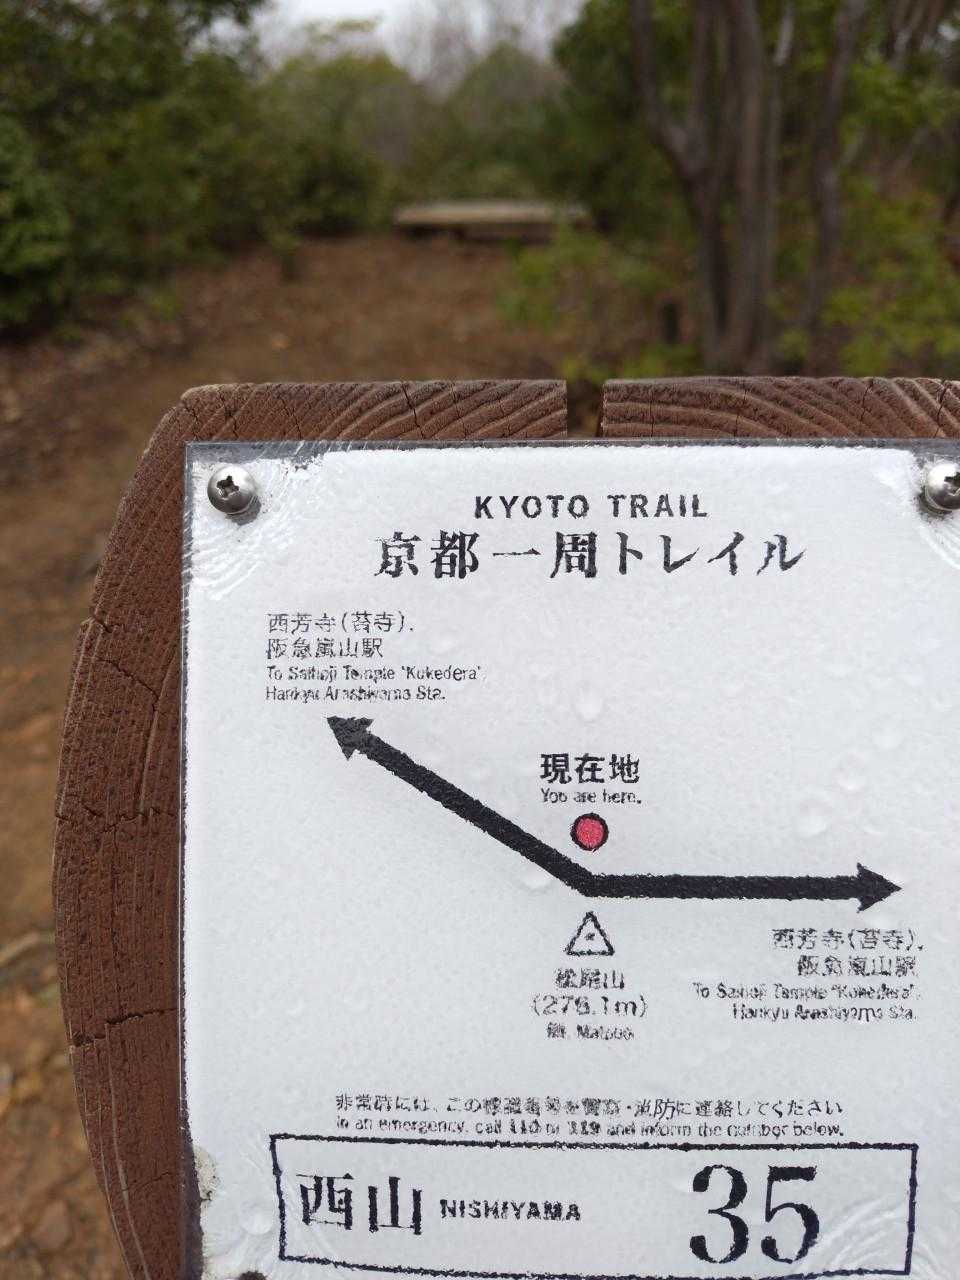 KYOTO TRAIL
京都一周トレイル
西芳寺(苔寺).
阪急嵐山駅
To Saihoji Temple 'Kokedera',
Hankyu Arashiyama Sta.
現在地
You are here.
松尾山
(276.1m)
Mt. Matsuo
西芳寺(苔寺).
阪急嵐山駅
To Saihoji Temple 'Kokedera',
Hankyu Arashiyama Sta.
非常時には、この標識番号を警察・消防に連絡してください
In an emergency, call 110 or 119 and inform the number below.
西山 NISHIYAMA 35